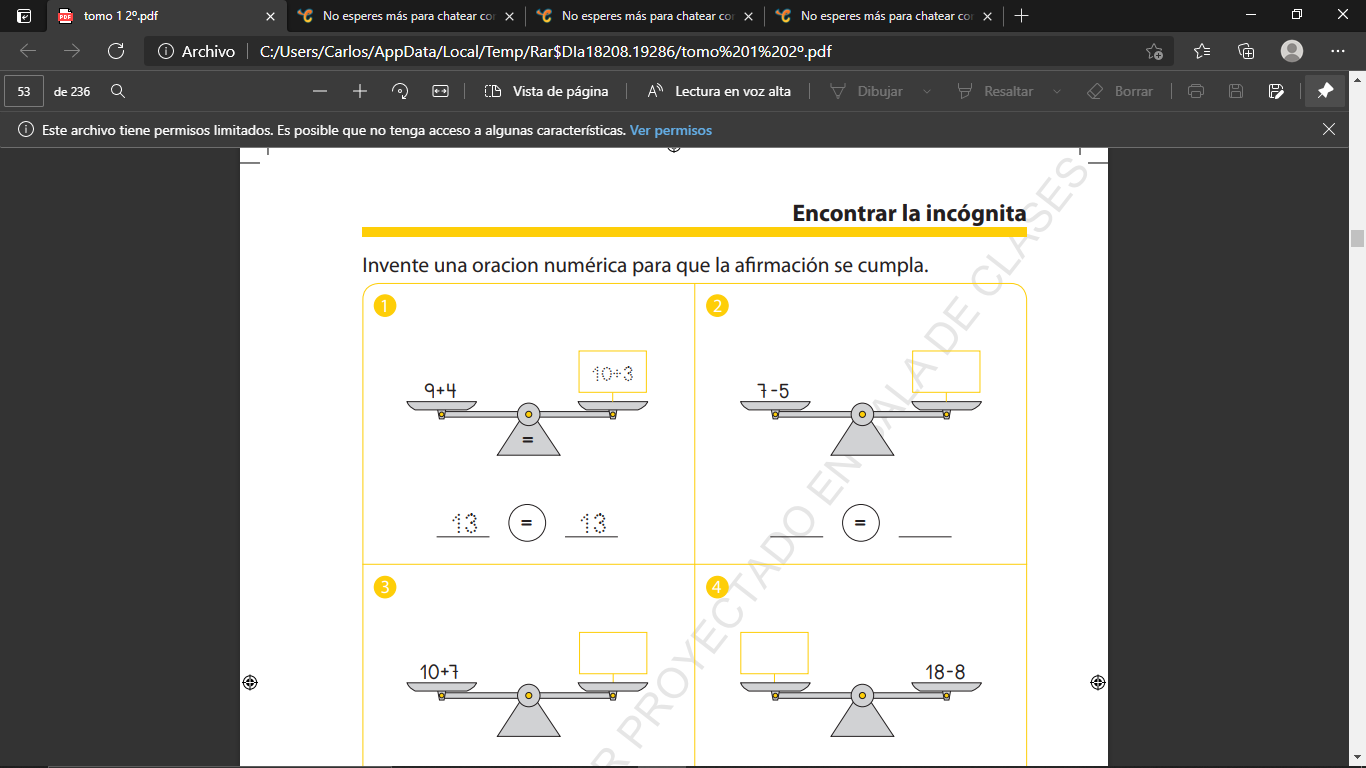 tomo 1 2º.pdf
No esperes más para chatear co
No esperes más para chatear co
No esperes más para chatear co
Archivo
C:/Users/Carlos/AppData/Local/Temp/Rar$DIa18208.19286/tomo%201%202º.pdf
53 de 236
Vista de página
Lectura en voz alta
Dibujar
Resaltar
Borrar
Este archivo tiene permisos limitados. Es posible que no tenga acceso a algunas características. Ver permisos
Encontrar la incógnita
Invente una oracion numérica para que la afirmación se cumpla.
1
9+4
10+3
=
13 = 13
2
7-5
=
3
10+7
4
18-8
R PROYECTADO EN SALA DE CLASES